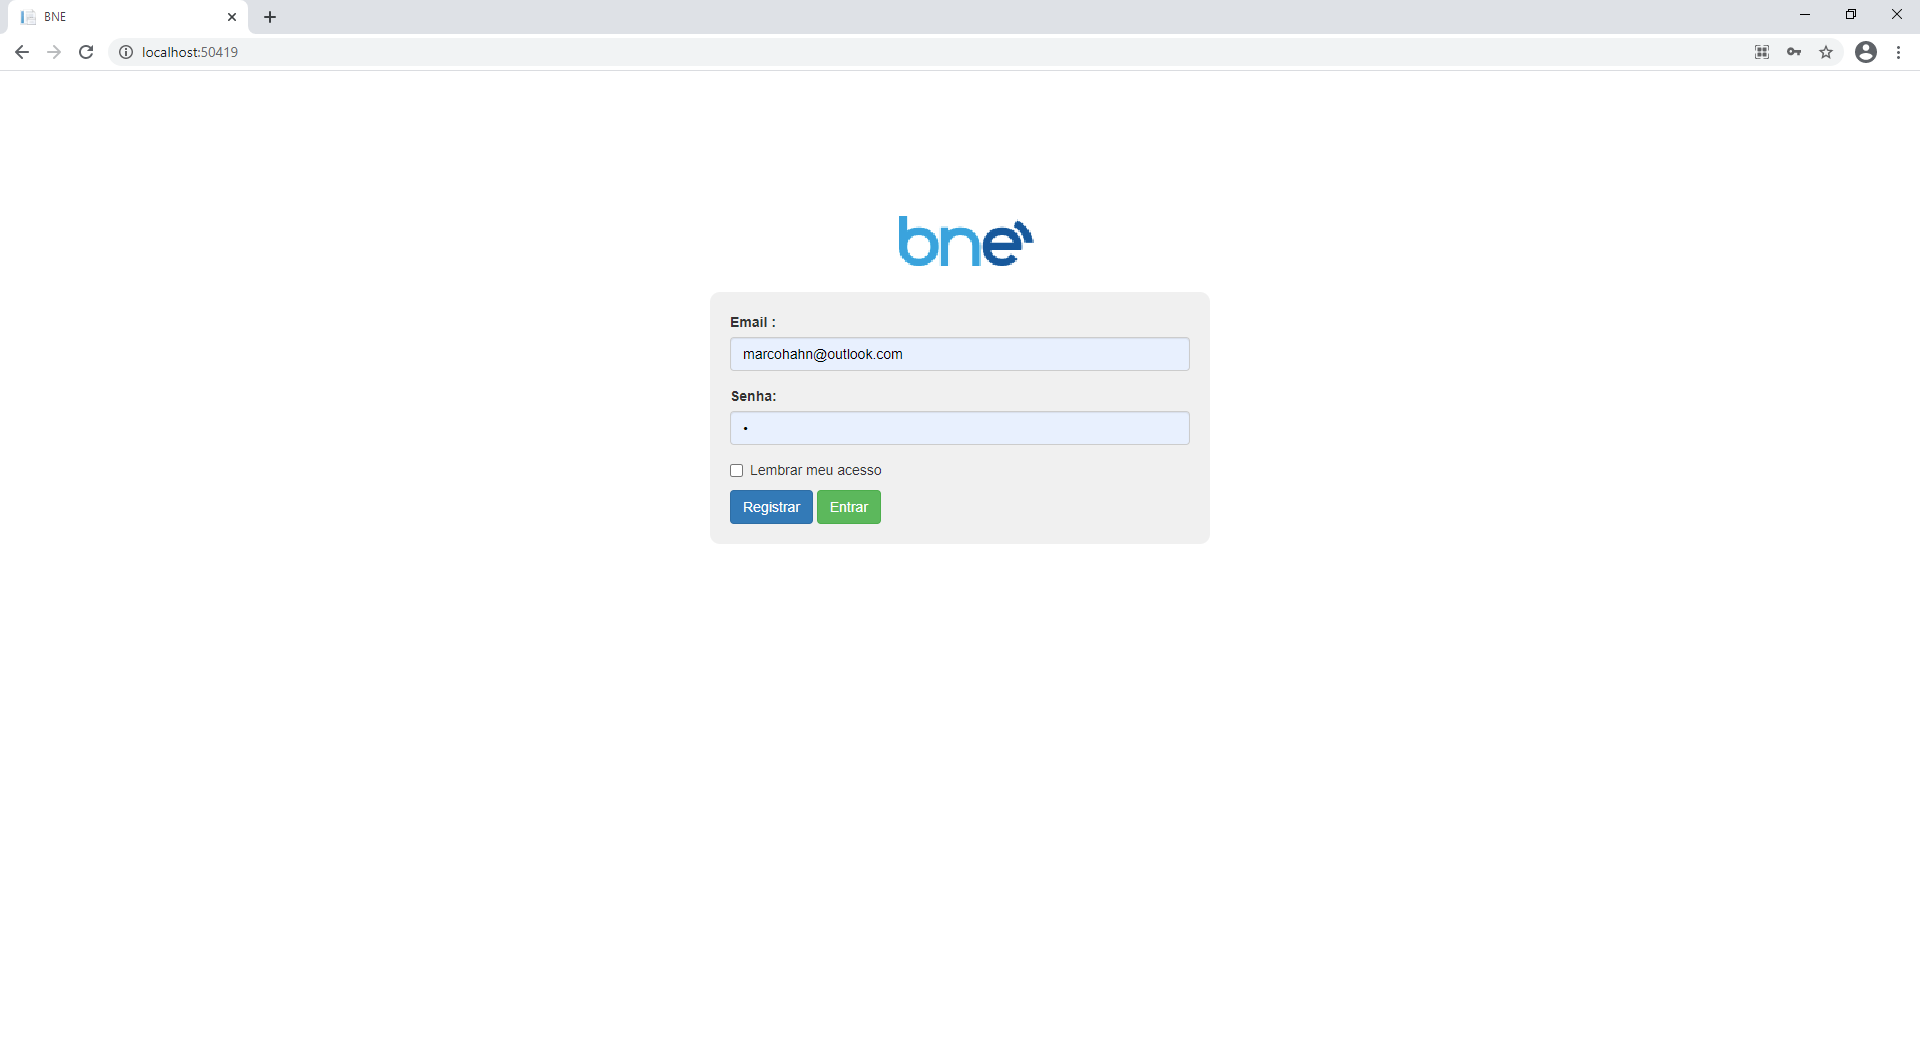 BNE
localhost:50419
bne
Email :
marcohahn@outlook.com
Senha:
•
Lembrar meu acesso
Registrar Entrar